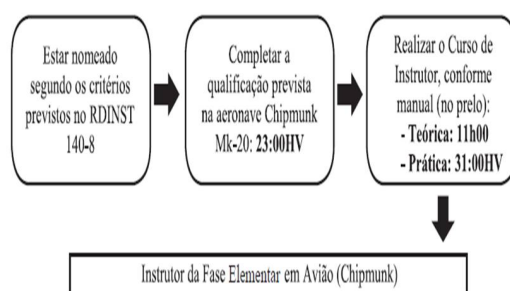 Estar nomeado
segundo os critérios
previstos no RDINST
140-8
Completar a
qualificação prevista
na aeronave Chipmunk
Mk-20: 23:00HV
Realizar o Curso de
Instrutor, conforme
manual (no prelo):
- Teórica: 11h00
- Prática: 31:00HV
Instrutor da Fase Elementar em Avião (Chipmunk)